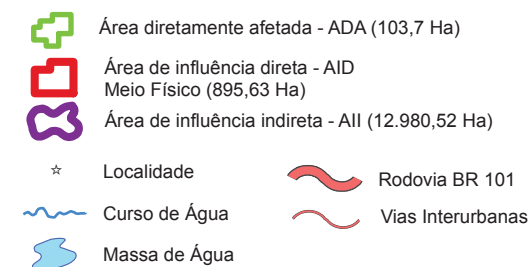 Área diretamente afetada - ADA (103,7 Ha)
Área de influência direta - AID
Meio Físico (895,63 Ha)
Área de influência indireta - AII (12.980,52 Ha)
Localidade
Rodovia BR 101
Curso de Água
Vias Interurbanas
Massa de Água